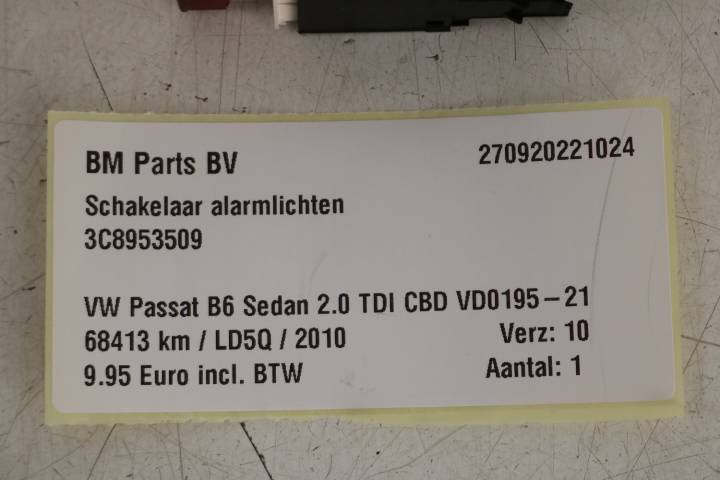 BM Parts BV 270920221024
Schakelaar alarmlichten
3C8953509
VW Passat B6 Sedan 2.0 TDI CBD VD0195-21
68413 km / LD5Q / 2010 Verz: 10
9.95 Euro incl. BTW Aantal: 1